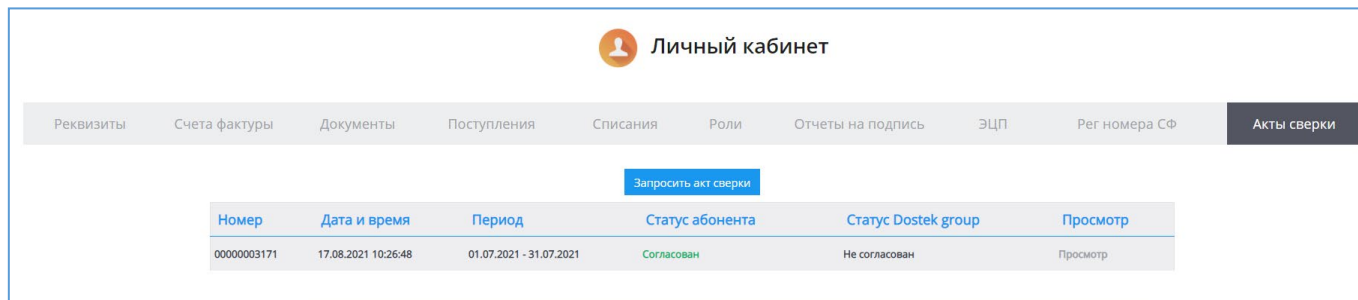 Личный кабинет
Реквизиты Счета фактуры Документы Поступления Списания Роли Отчеты на подпись ЭЦП Рег номера СФ Акты сверки
Запросить акт сверки
Номер Дата и время Период Статус абонента Статус Dostek group Просмотр
00000003171 17.08.2021 10:26:48 01.07.2021 - 31.07.2021 Согласован Не согласован Просмотр